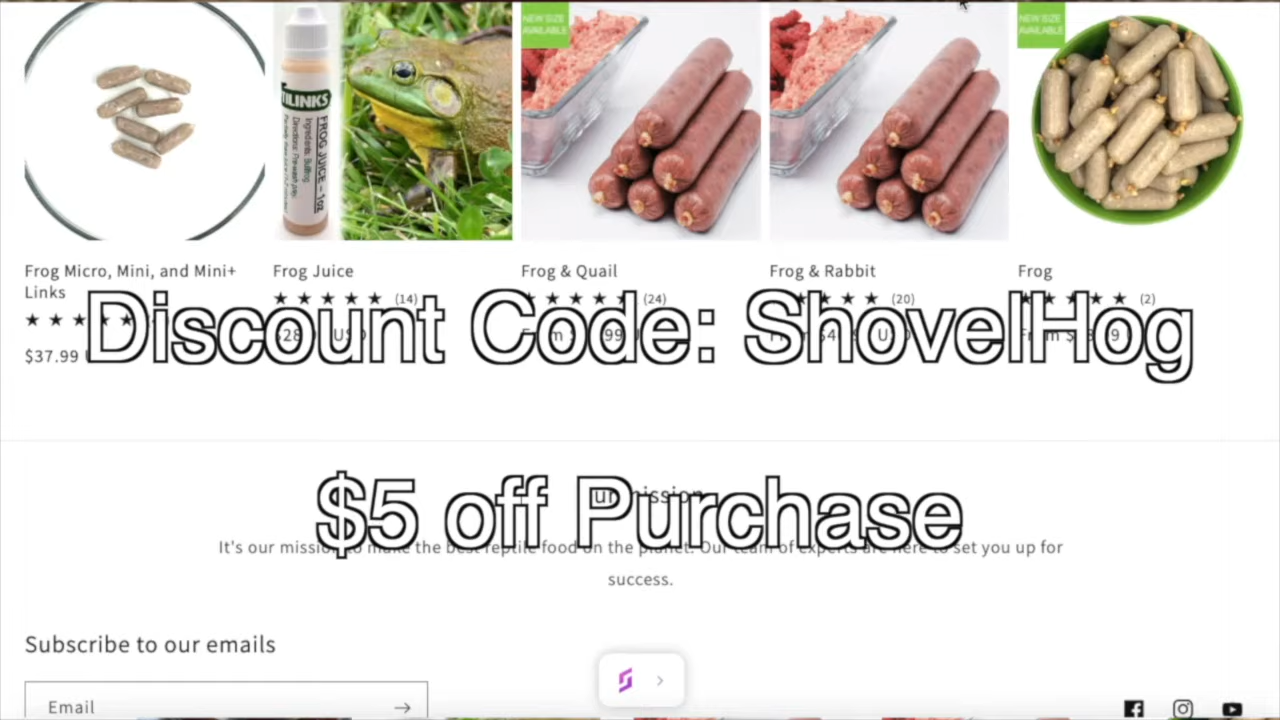 NEW SIZE
AVAILABLE
NEW SIZE
AVAILABLE
TILINKS
FROG JUICE - 1oz
Frog Micro, Mini, and Mini+
Links
$37.99
Frog Juice
(14)
Frog & Quail
(24)
Frog & Rabbit
(20)
Frog
(2)
Discount Code: ShovelHog
$5 off Purchase
It's our mission to make the best reptile food on the planet. Our team of experts are here to set you up for
success.
Subscribe to our emails
Email